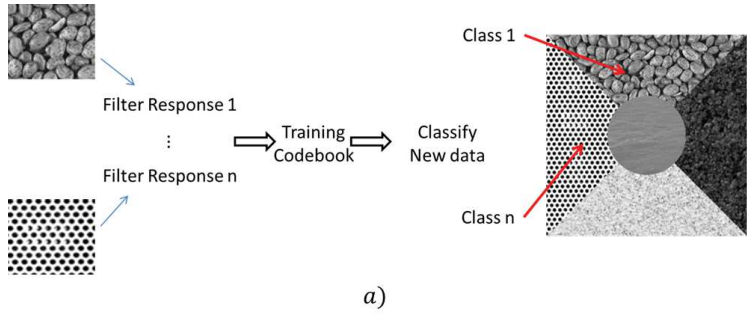 Filter Response 1
⋮
Filter Response n
Training
Codebook
Classify
New data
Class 1
Class n
a)